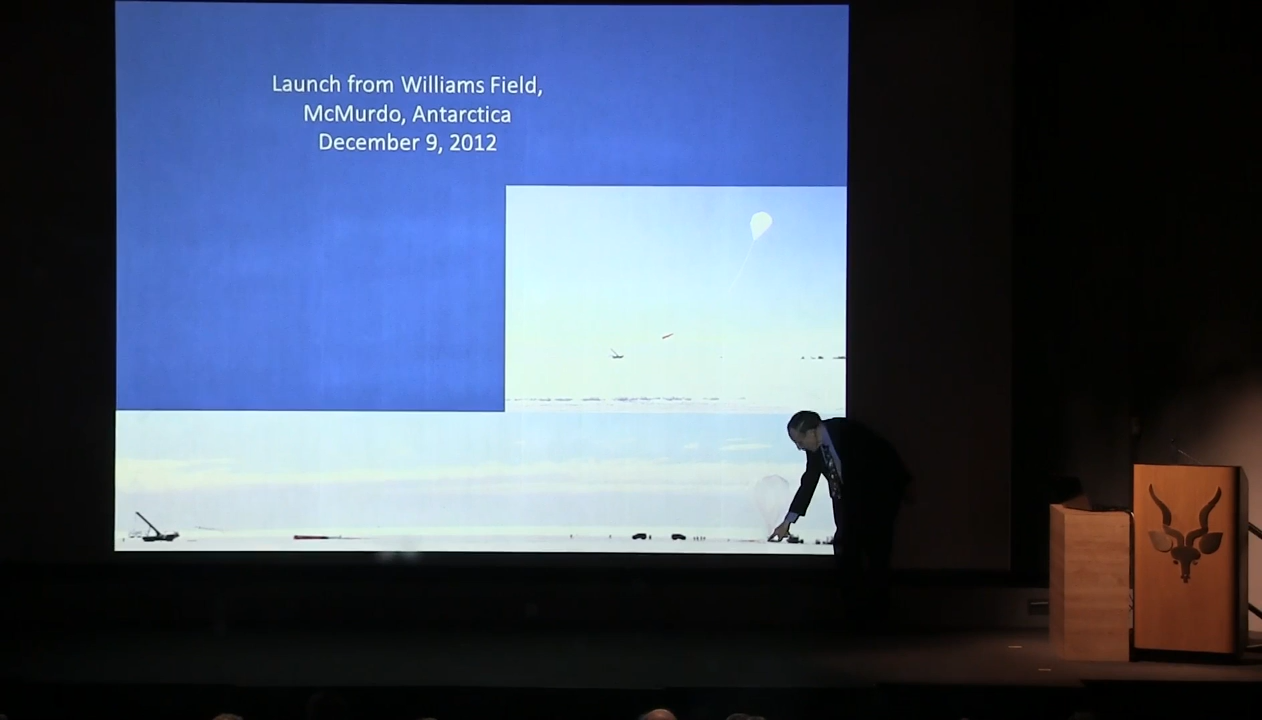 Launch from Williams Field,
McMurdo, Antarctica
December 9, 2012